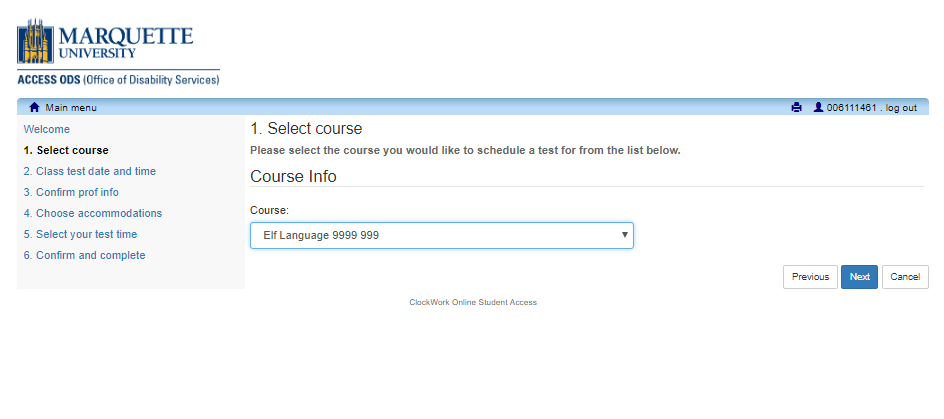 MARQUETTE
UNIVERSITY
ACCESS ODS (Office of Disability Services)
Main menu
006111461 . log out
Welcome
1. Select course
2. Class test date and time
3. Confirm prof info
4. Choose accommodations
5. Select your test time
6. Confirm and complete
1. Select course
Please select the course you would like to schedule a test for from the list below.
Course Info
Course:
Elf Language 9999 999
Previous
Next
Cancel
ClockWork Online Student Access